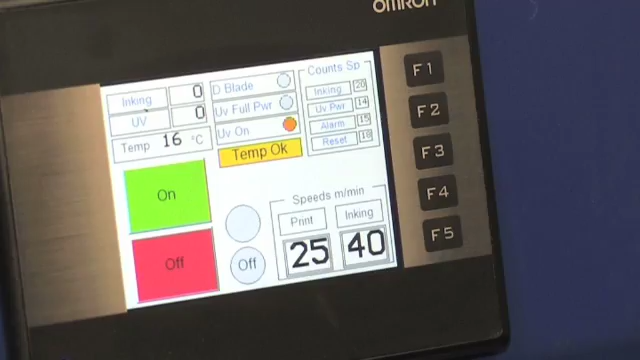 OMRON
Inking 0
UV 0
Temp 16 °C
D Blade
Uv Full Pwr
Uv On
Temp Ok
Counts Sp
Inking 20
Uv Pwr 14
Alarm 15
Reset 18
On
Off
Off
Speeds m/min
Print Inking
25 40
F1
F2
F3
F4
F5